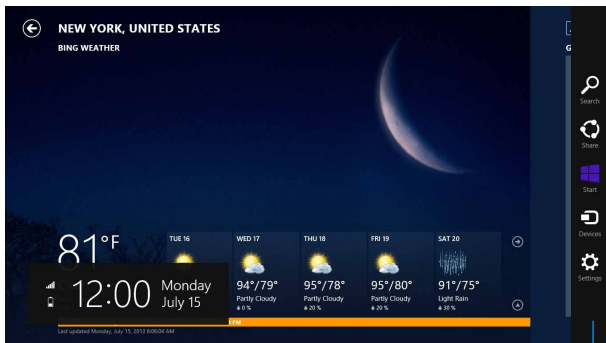 NEW YORK, UNITED STATES
BING WEATHER
G
Search
Share
Start
Devices
Settings
81°F
TUE 16
WED 17
94°/79°
Partly Cloudy
0 %
THU 18
95°/78°
Partly Cloudy
20 %
FRI 19
95°/80°
Partly Cloudy
20 %
SAT 20
91°/75°
Light Rain
30 %
12:00
Monday
July 15
PM
Last updated Monday, July 15, 2013 8:06:04 AM